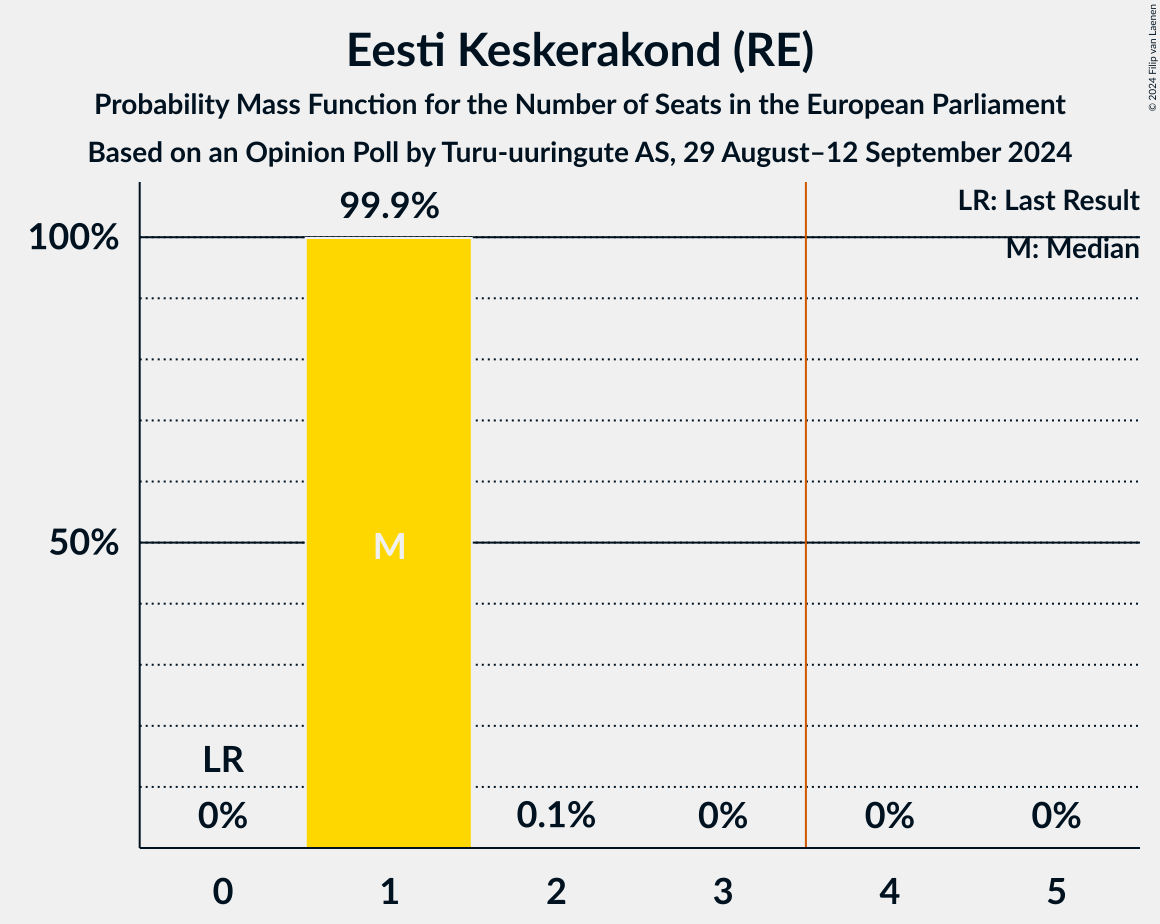 Eesti Keskerakond (RE)
Probability Mass Function for the Number of Seats in the European Parliament
Based on an Opinion Poll by Turu-uuringute AS, 29 August–12 September 2024
© 2024 Filip van Laenen
LR: Last Result
M: Median
99.9%
100%
50%
M
LR
0%
0.1%
0%
0%
0%
0
1
2
3
4
5